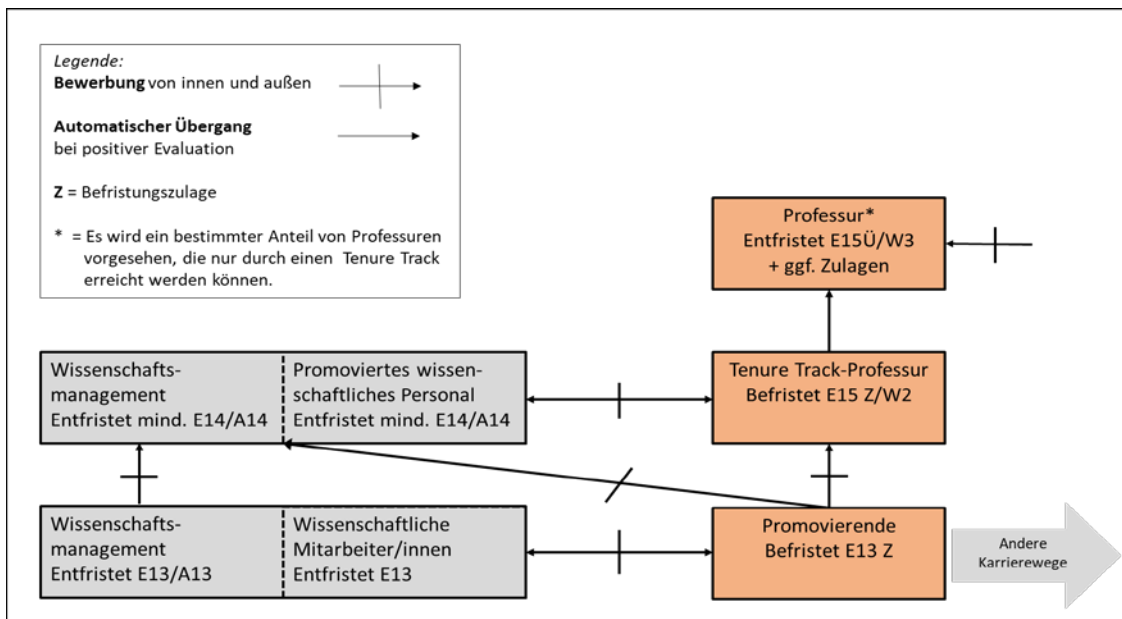 Legende:
Bewerbung von innen und außen
Automatischer Übergang
bei positiver Evaluation
Z = Befristungszulage
* = Es wird ein bestimmter Anteil von Professuren
vorgesehen, die nur durch einen Tenure Track
erreicht werden können.
Professur*
Entfristet E15Ü/W3
+ ggf. Zulagen
Wissenschafts-
management
Entfristet mind. E14/A14
Promoviertes wissen-
schaftliches Personal
Entfristet mind. E14/A14
Tenure Track-Professur
Befristet E15 Z/W2
Wissenschafts-
management
Entfristet E13/A13
Wissenschaftliche
Mitarbeiter/innen
Entfristet E13
Promovierende
Befristet E13 Z
Andere
Karrierewege